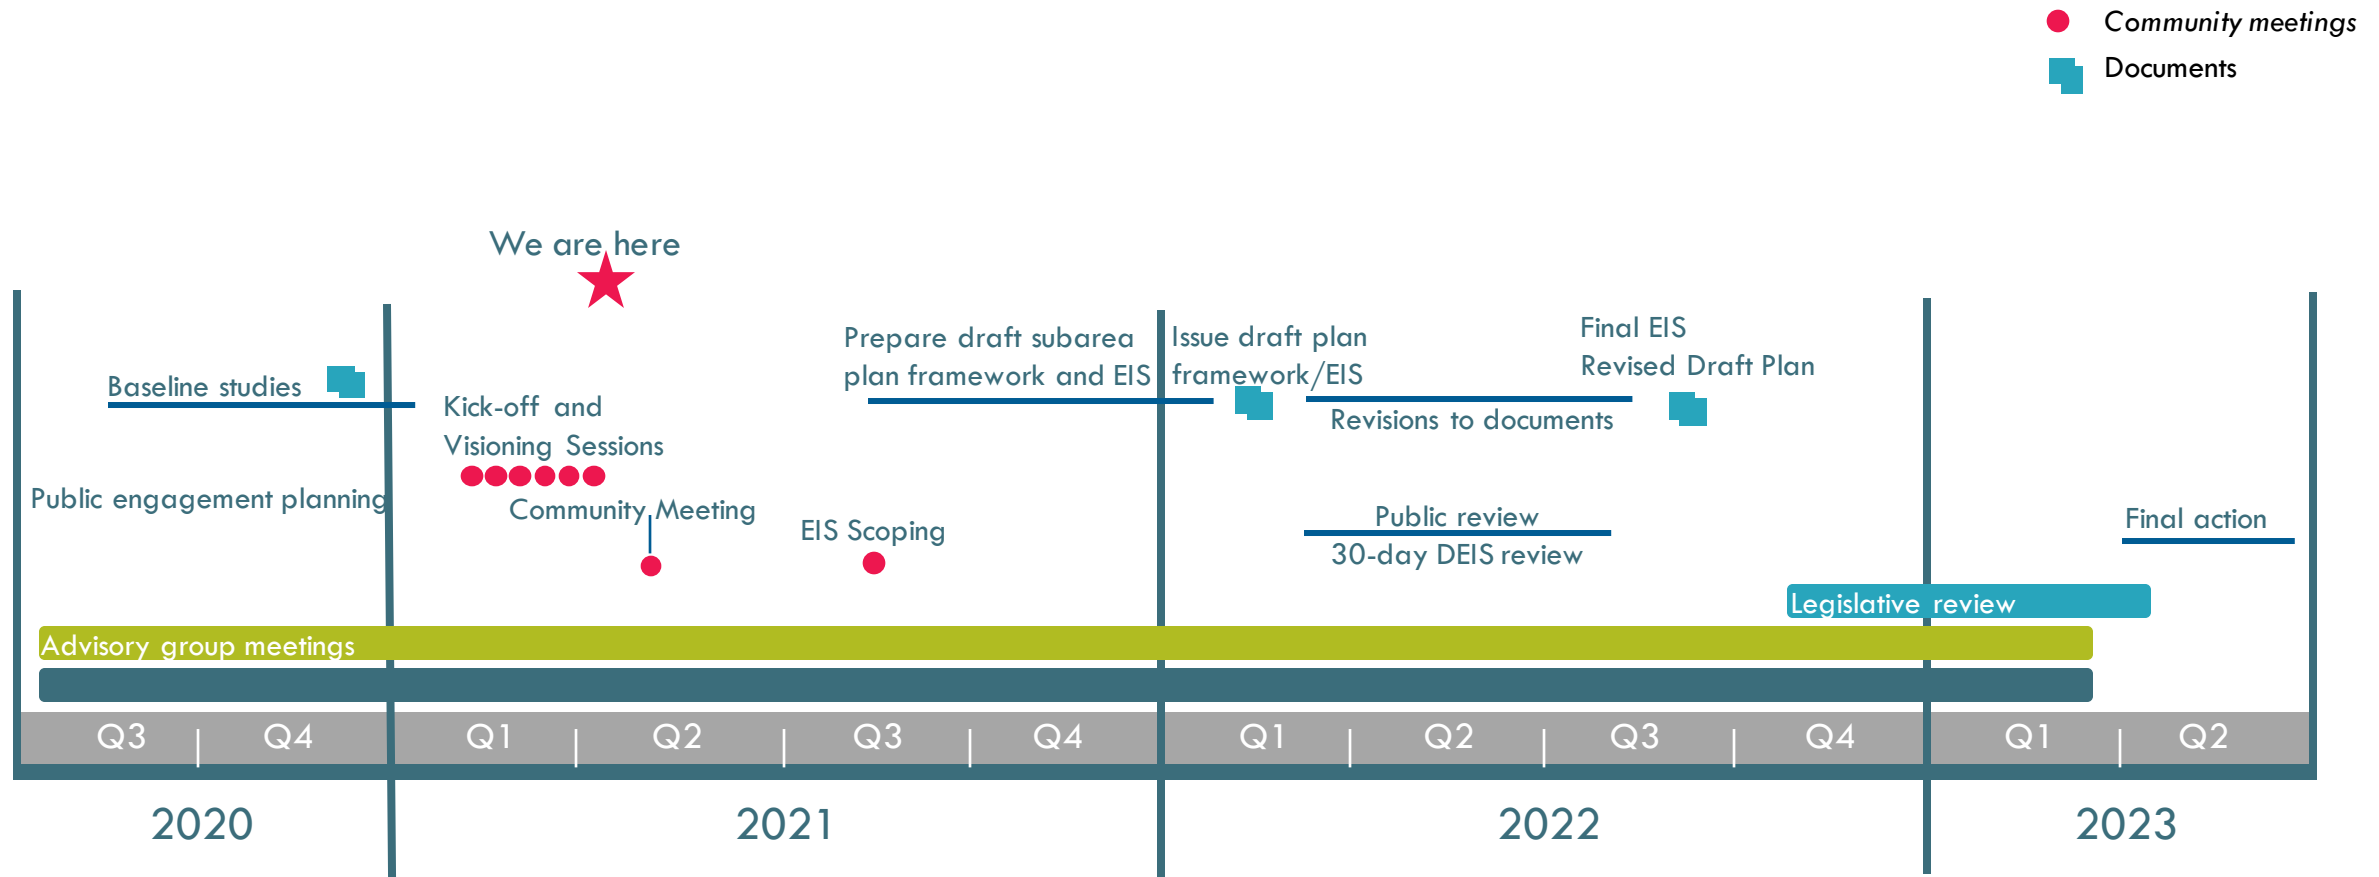 Community meetings
Documents
We are here
Baseline studies
Public engagement planning
Kick-off and
Visioning Sessions
Community Meeting
EIS Scoping
Prepare draft subarea
plan framework and EIS
Issue draft plan
framework/EIS
Revisions to documents
Final EIS
Revised Draft Plan
Public review
30-day DEIS review
Final action
Legislative review
Advisory group meetings
Q3 Q4 Q1 Q2 Q3 Q4 Q1 Q2 Q3 Q4 Q1 Q2
2020 2021 2022 2023